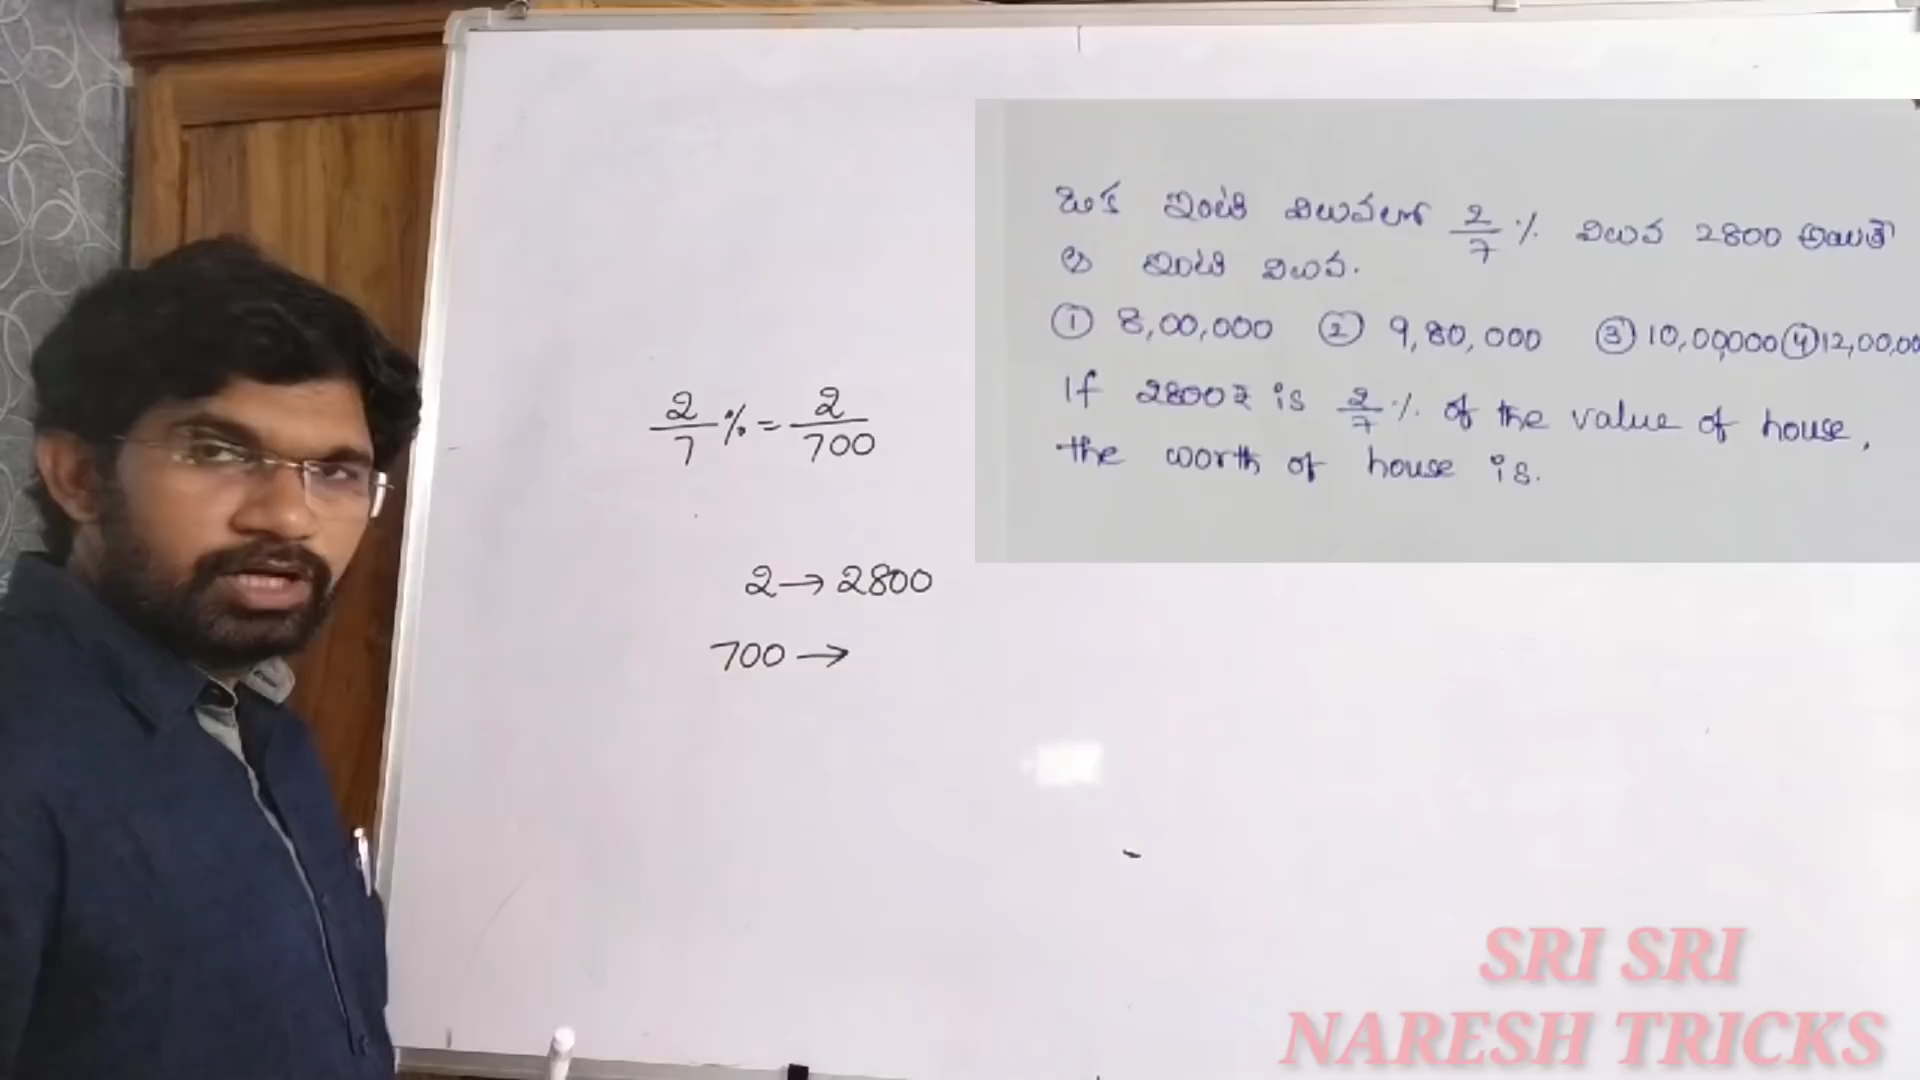 ఒక ఇంటి విలువలో 2/7 % విలువ 2800 అయితే
ఆ ఇంటి విలువ.
① 8,00,000 ② 9,80,000 ③ 10,00,000 ④ 12,00,00
If 2800₹ is 2/7 % of the value of house,
the worth of house is.
2/7 % = 2/700
2 → 2800
700 →
SRI SRI
NARESH TRICKS